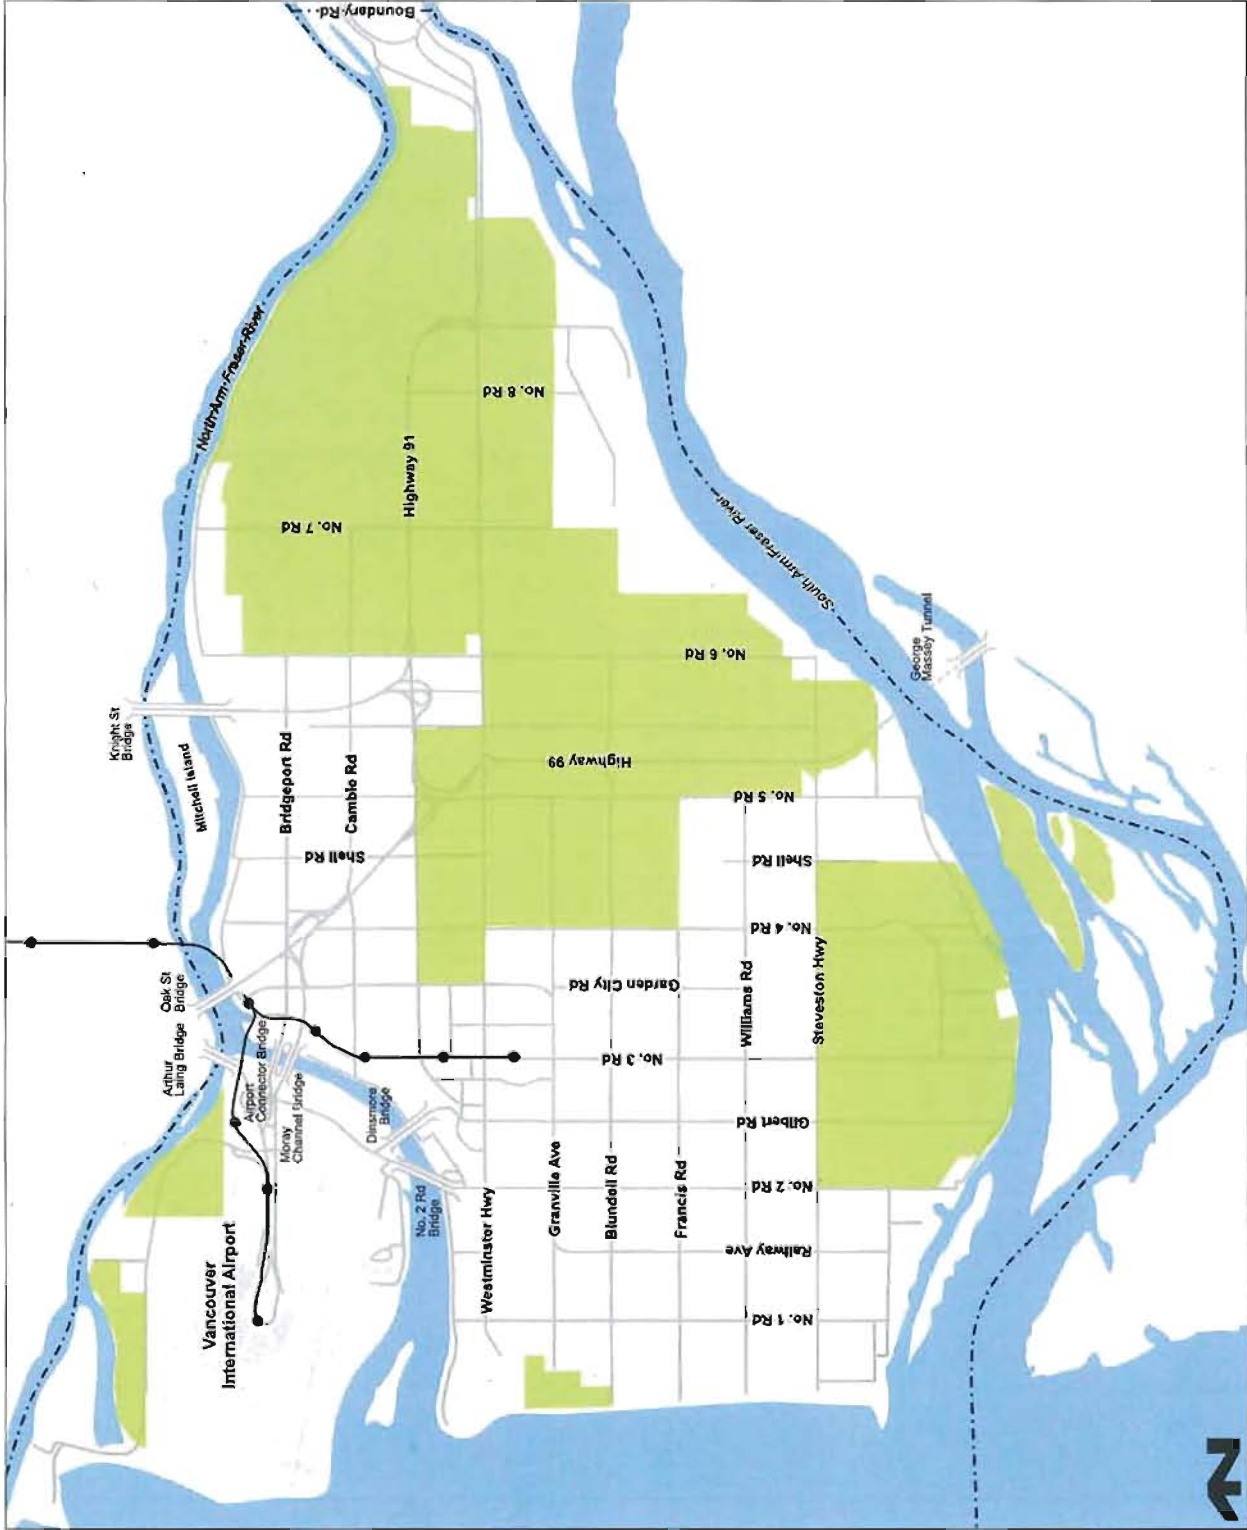 Boundary Rd
North Arm Fraser River
No. 8 Rd
Highway 91
No. 7 Rd
South Arm Fraser River
George
Massey Tunnel
No. 6 Rd
Knight St
Bridge
Mitchell Island
Bridgeport Rd
Cambie Rd
Highway 99
No. 5 Rd
Shell Rd
Shell Rd
No. 4 Rd
Oak St
Bridge
Garden City Rd
Williams Rd
Steveston Hwy
Arthur
Laing Bridge
Airport
Connector Bridge
Moray
Channel Bridge
Dinsmore
Bridge
No. 3 Rd
Gilbert Rd
No. 2 Rd
Bridge
Westminster Hwy
Granville Ave
Blundell Rd
Francis Rd
No. 2 Rd
Railway Ave
No. 1 Rd
Vancouver
International Airport
N